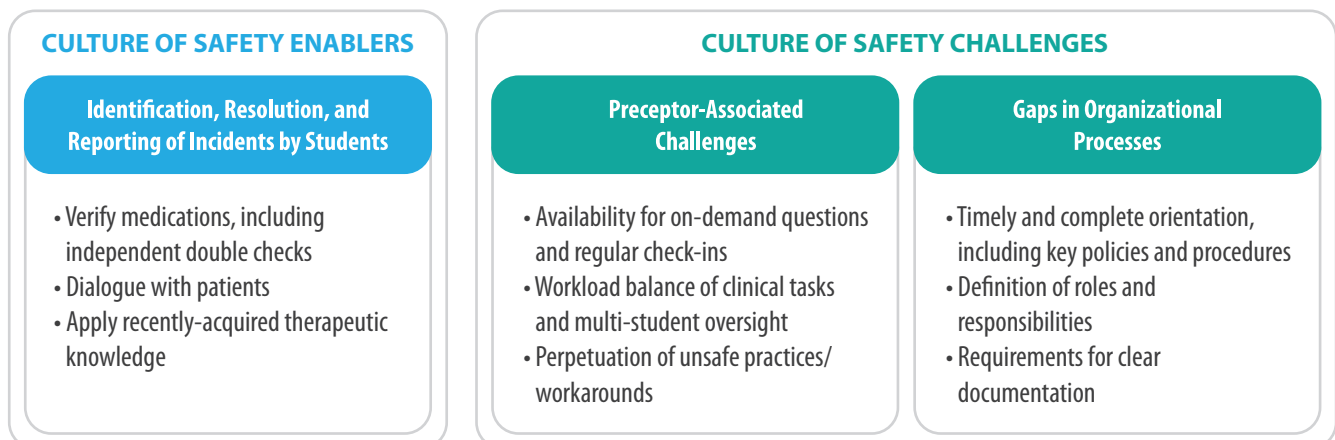 CULTURE OF SAFETY ENABLERS
Identification, Resolution, and
Reporting of Incidents by Students
• Verify medications, including
independent double checks
• Dialogue with patients
• Apply recently-acquired therapeutic
knowledge
CULTURE OF SAFETY CHALLENGES
Preceptor-Associated
Challenges
• Availability for on-demand questions
and regular check-ins
• Workload balance of clinical tasks
and multi-student oversight
• Perpetuation of unsafe practices/
workarounds
Gaps in Organizational
Processes
• Timely and complete orientation,
including key policies and procedures
• Definition of roles and
responsibilities
• Requirements for clear
documentation